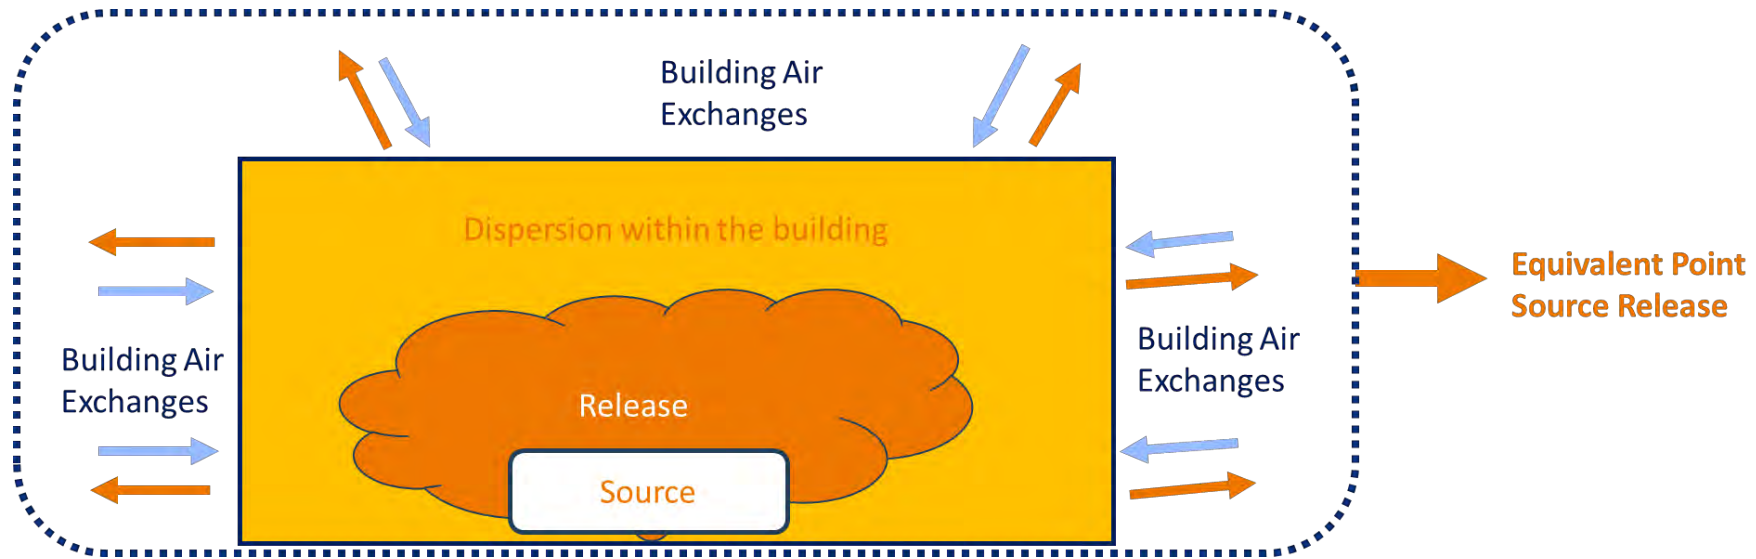 Building Air
Exchanges
Dispersion within the building
Equivalent Point
Source Release
Building Air
Exchanges
Building Air
Exchanges
Release
Source